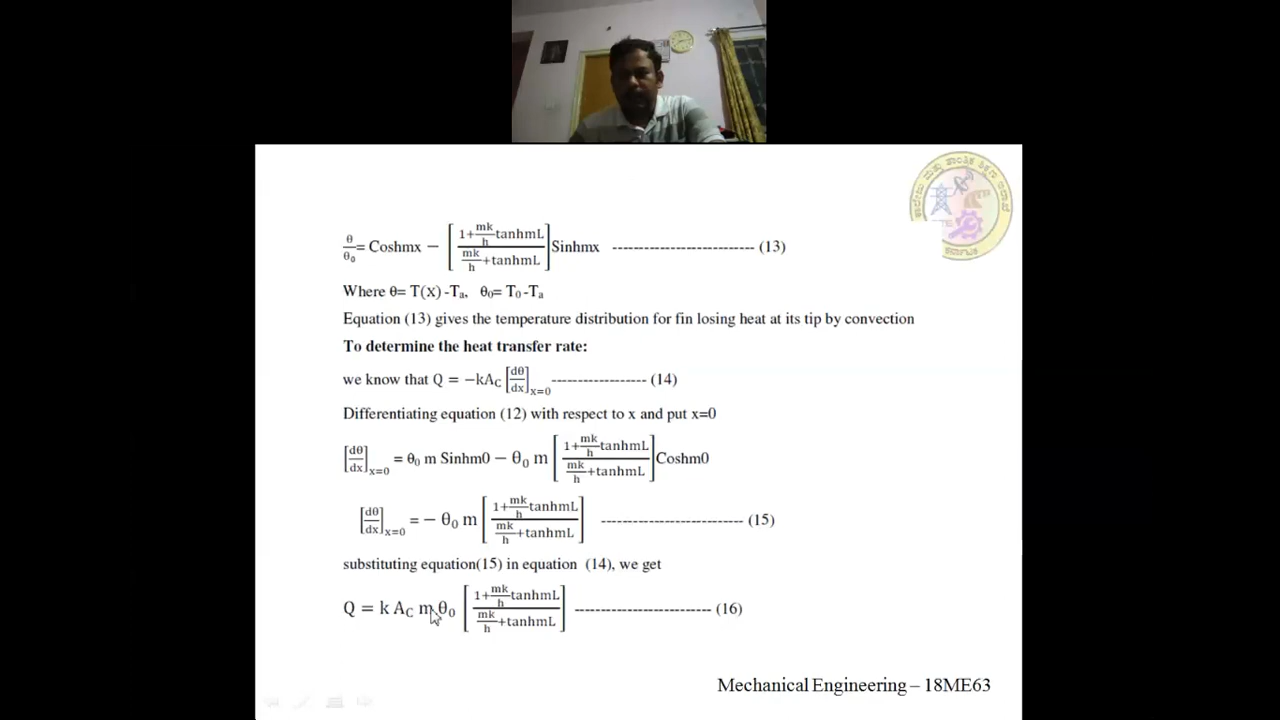 θ/θ₀= Coshmx − [(1+mk/h tanhmL)/(mk/h+tanhmL)]Sinhmx ------------------------- (13)
Where θ= T(x) -Tₐ, θ₀= T₀ -Tₐ
Equation (13) gives the temperature distribution for fin losing heat at its tip by convection
To determine the heat transfer rate:
we know that Q = −kA_C [dθ/dx]ₓ₌₀----------------- (14)
Differentiating equation (12) with respect to x and put x=0
[dθ/dx]ₓ₌₀ = θ₀ m Sinhm0 − θ₀ m [(1+mk/h tanhmL)/(mk/h+tanhmL)]Coshm0
[dθ/dx]ₓ₌₀ = − θ₀ m [(1+mk/h tanhmL)/(mk/h+tanhmL)] ------------------------- (15)
substituting equation(15) in equation (14), we get
Q = k A_C m θ₀ [(1+mk/h tanhmL)/(mk/h+tanhmL)] ------------------------ (16)
Mechanical Engineering – 18ME63